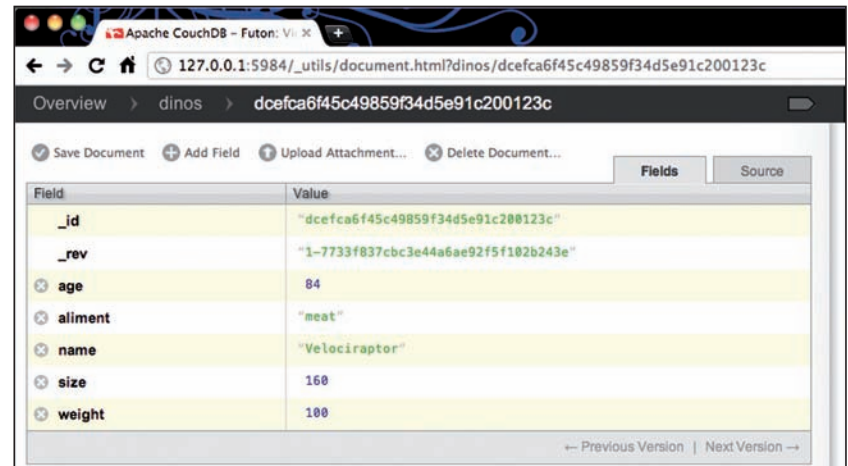 Apache CouchDB – Futon: Vi
127.0.0.1:5984/_utils/document.html?dinos/dcefca6f45c49859f34d5e91c200123c
Overview dinos dcefca6f45c49859f34d5e91c200123c
Save Document Add Field Upload Attachment... Delete Document... Fields Source
Field Value
_id "dcefca6f45c49859f34d5e91c200123c"
_rev "1-7733f837cbc3e44a6ae92f5f102b243e"
age 84
aliment "meat"
name "Velociraptor"
size 160
weight 100
← Previous Version | Next Version →